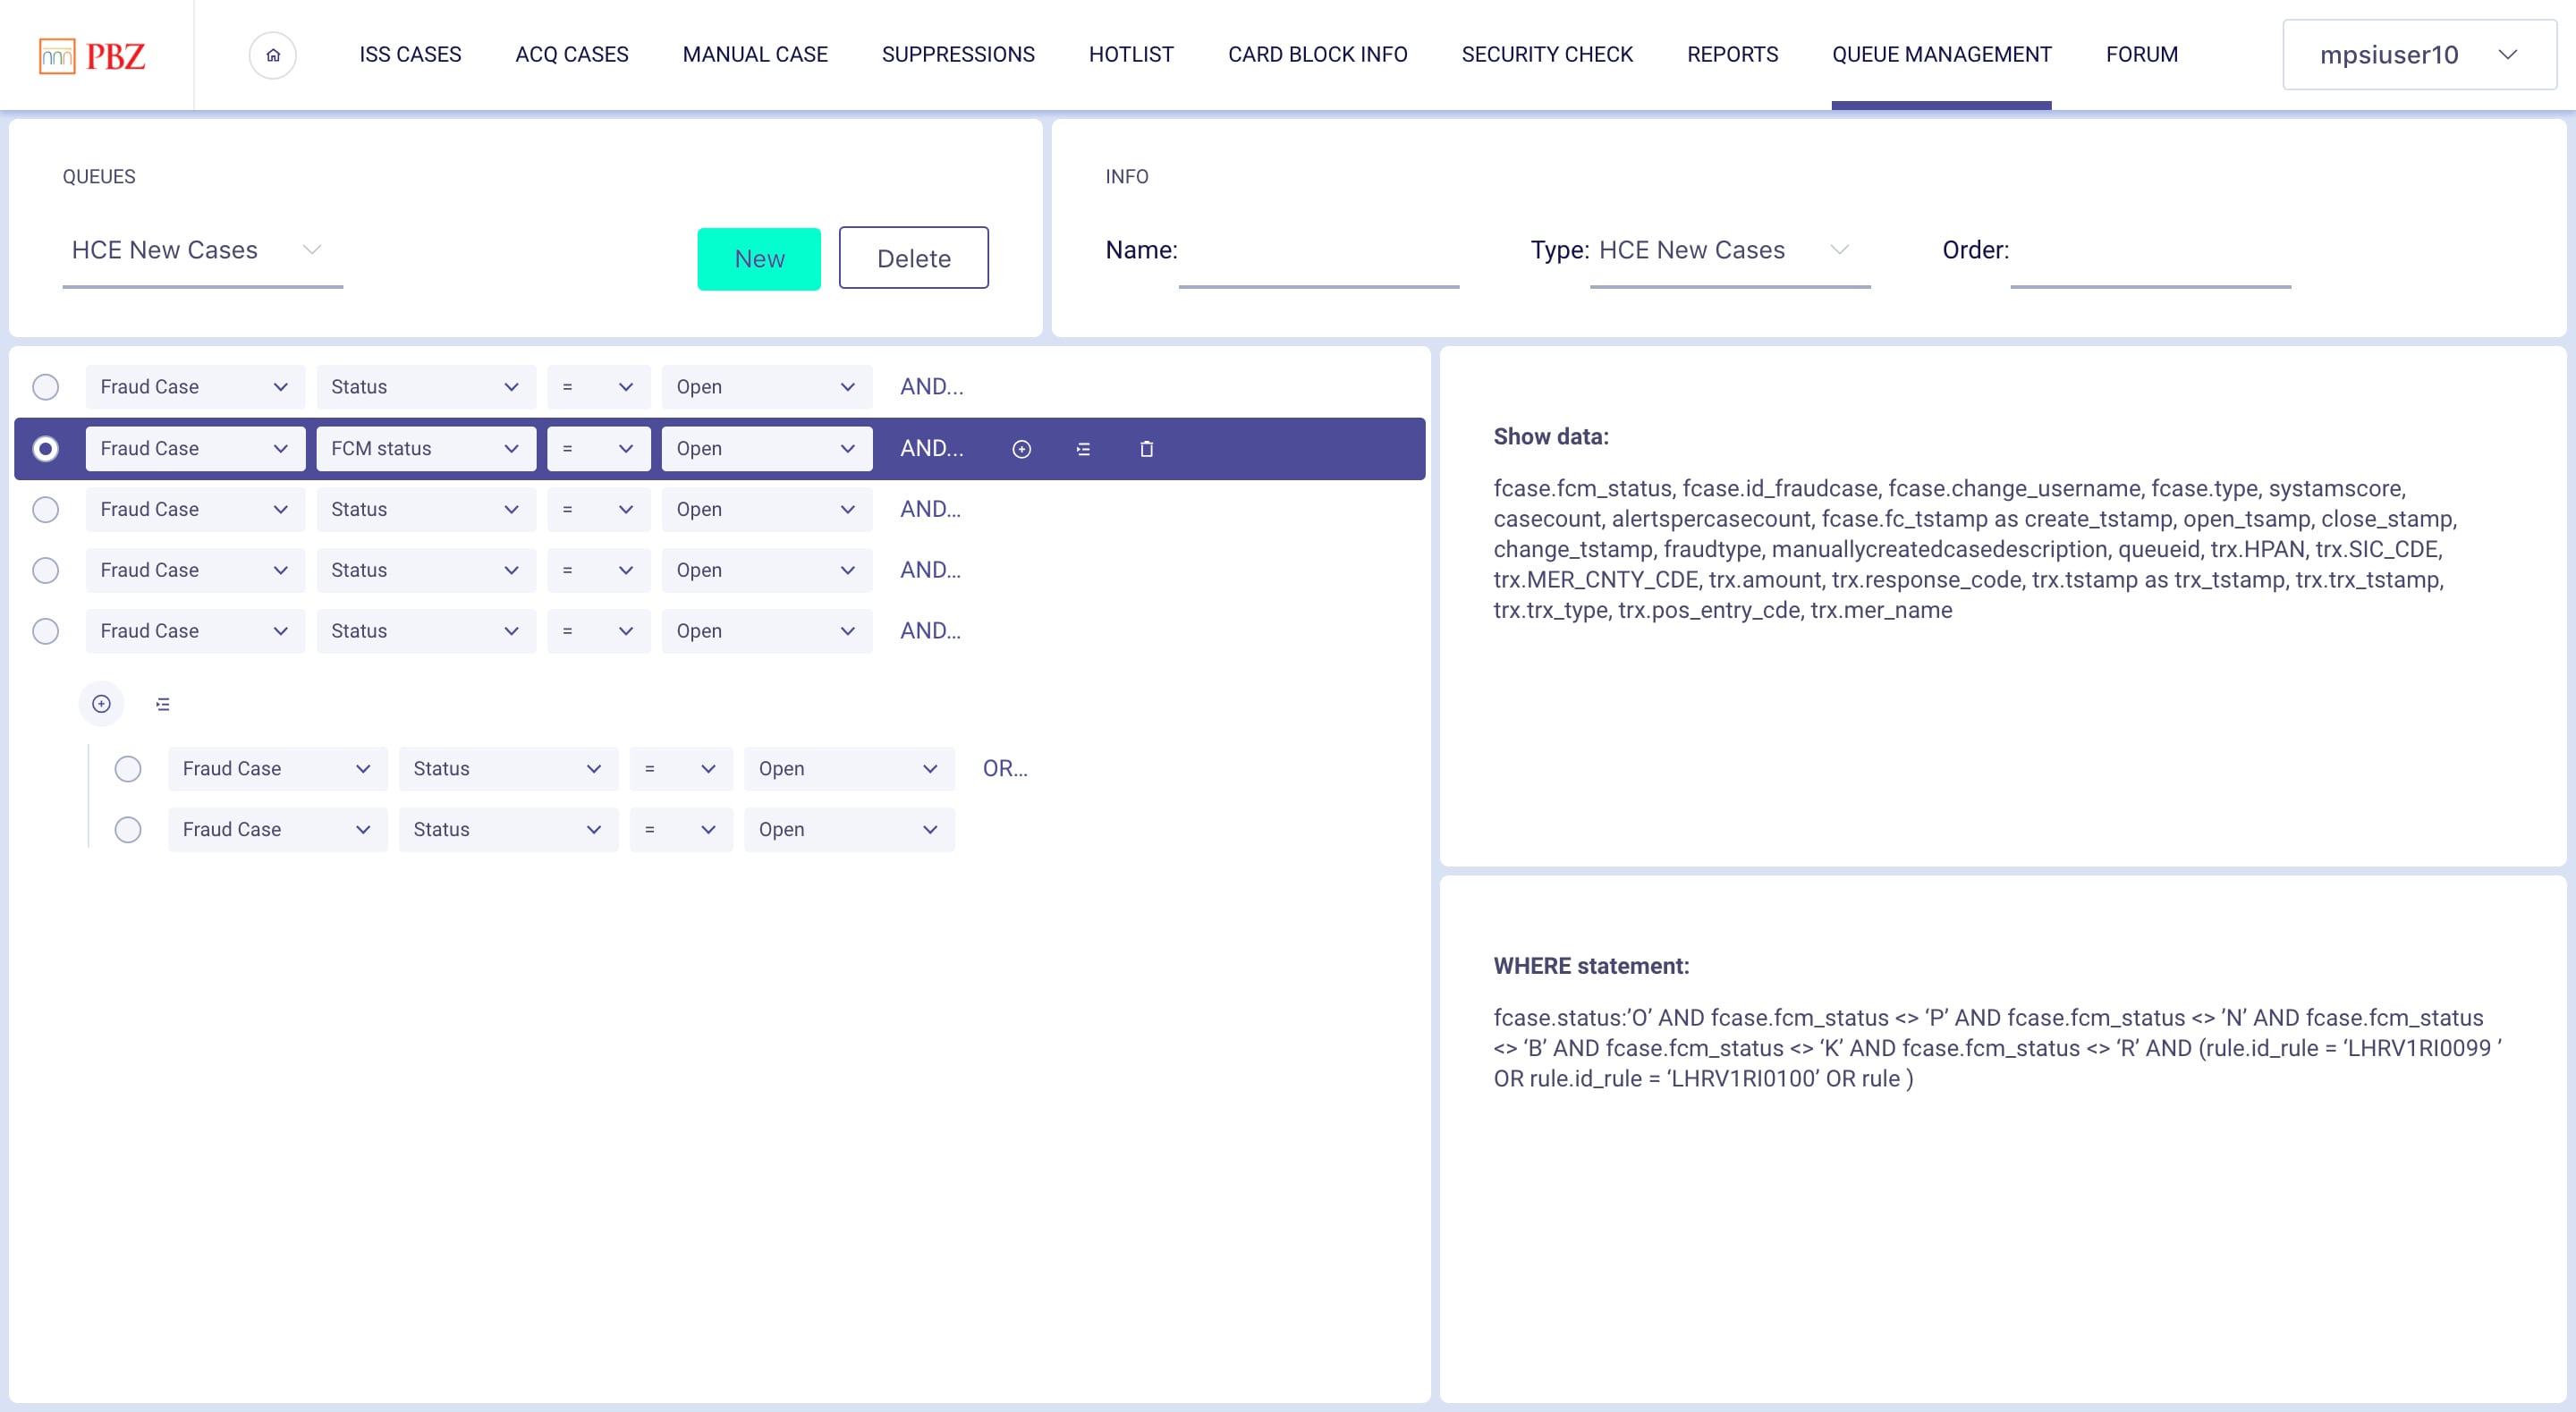 PBZ
ISS CASES ACQ CASES MANUAL CASE SUPPRESSIONS HOTLIST CARD BLOCK INFO SECURITY CHECK REPORTS QUEUE MANAGEMENT FORUM mpsiuser10
QUEUES
HCE New Cases New Delete
INFO
Name: Type: HCE New Cases Order:
Fraud Case Status = Open AND...
Fraud Case FCM status = Open AND...
Fraud Case Status = Open AND...
Fraud Case Status = Open AND...
Fraud Case Status = Open AND...
Fraud Case Status = Open OR...
Fraud Case Status = Open
Show data:
fcase.fcm_status, fcase.id_fraudcase, fcase.change_username, fcase.type, systamscore,
casecount, alertspercasecount, fcase.fc_tstamp as create_tstamp, open_tsamp, close_stamp,
change_tstamp, fraudtype, manuallycreatedcasedescription, queueid, trx.HPAN, trx.SIC_CDE,
trx.MER_CNTY_CDE, trx.amount, trx.response_code, trx.tstamp as trx_tstamp, trx.trx_tstamp,
trx.trx_type, trx.pos_entry_cde, trx.mer_name
WHERE statement:
fcase.status:’O’ AND fcase.fcm_status <> ‘P’ AND fcase.fcm_status <> ’N’ AND fcase.fcm_status
<> ‘B’ AND fcase.fcm_status <> ‘K’ AND fcase.fcm_status <> ‘R’ AND (rule.id_rule = ‘LHRV1RI0099 ’
OR rule.id_rule = ‘LHRV1RI0100’ OR rule )